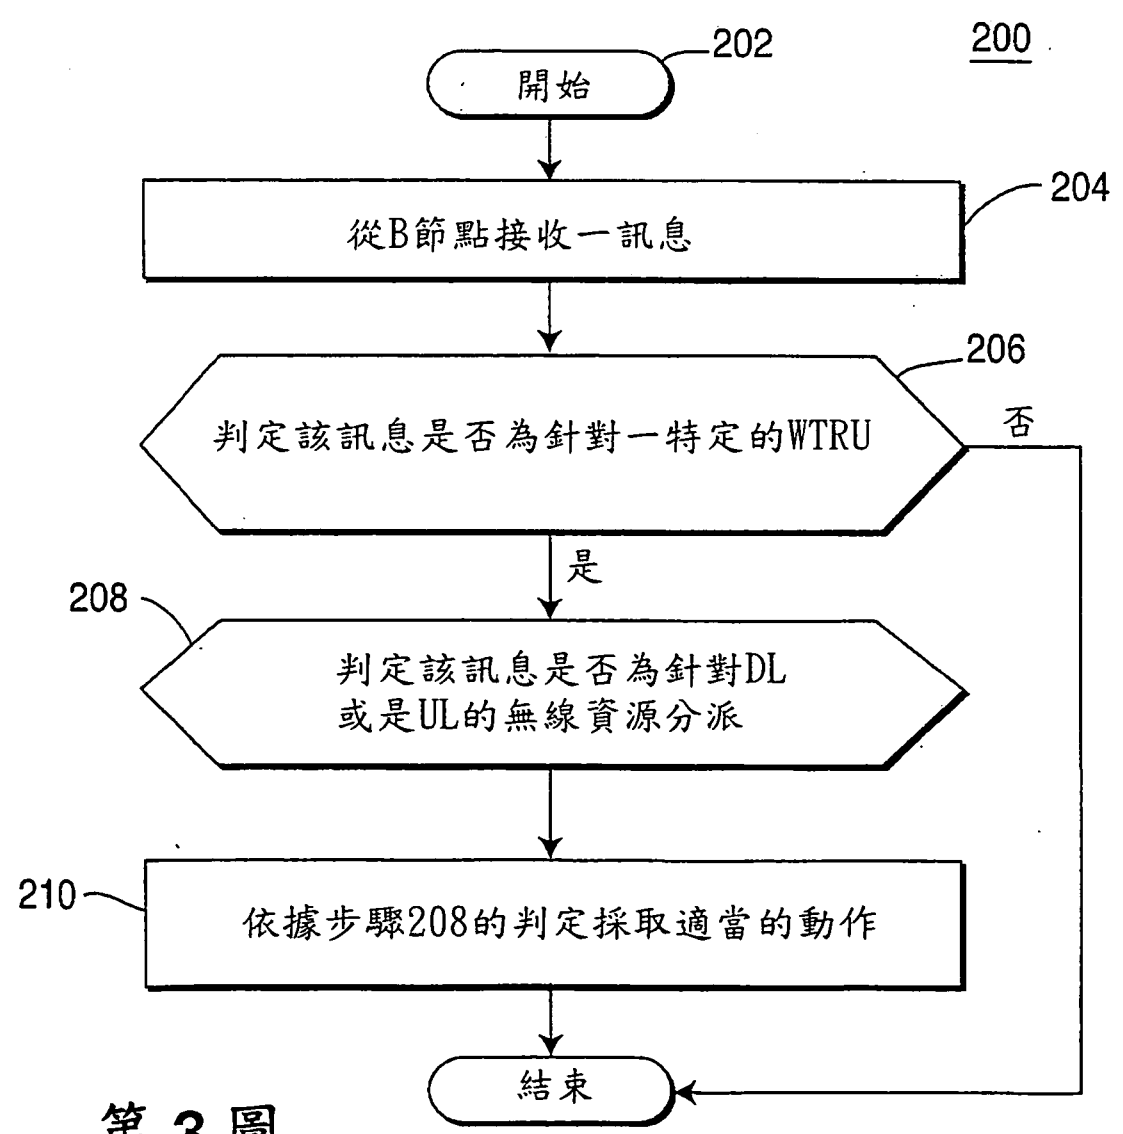 200
202
開始
204
從B節點接收一訊息
206
判定該訊息是否為針對一特定的WTRU
否
是
208
判定該訊息是否為針對DL
或是UL的無線資源分派
210
依據步驟208的判定採取適當的動作
結束
第 3 圖